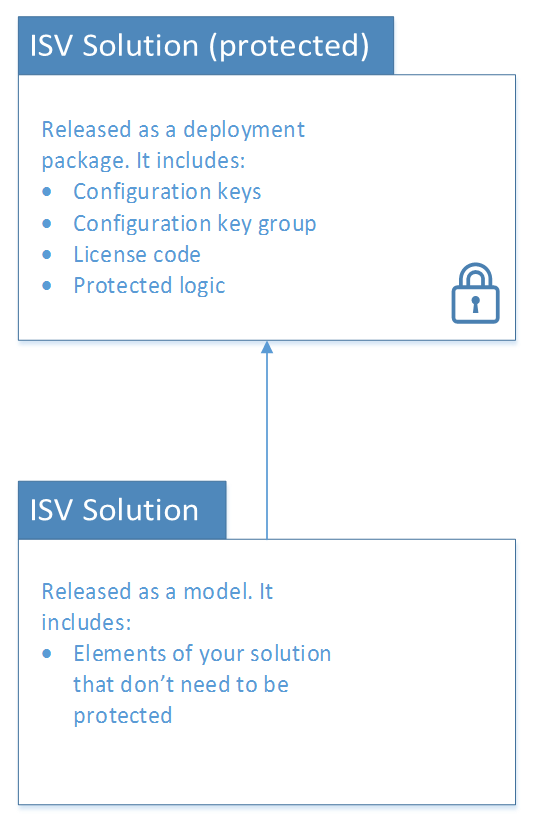 ISV Solution (protected)
Released as a deployment
package. It includes:
• Configuration keys
• Configuration key group
• License code
• Protected logic
ISV Solution
Released as a model. It
includes:
• Elements of your solution
that don’t need to be
protected